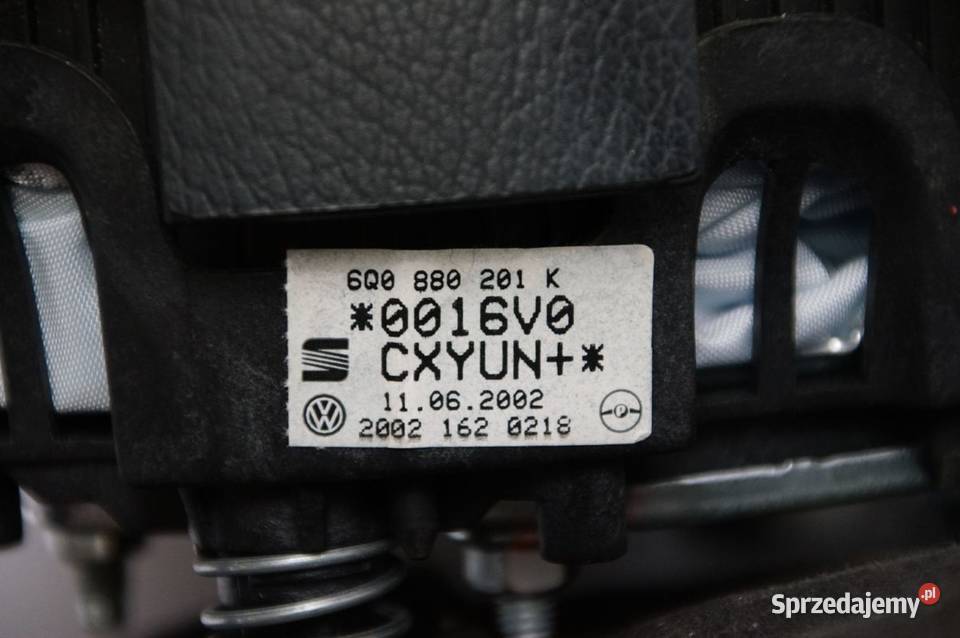 6Q0 880 201 K
*0016V0
CXYUN+*
11.06.2002
2002 162 0218
Sprzedajemy.pl